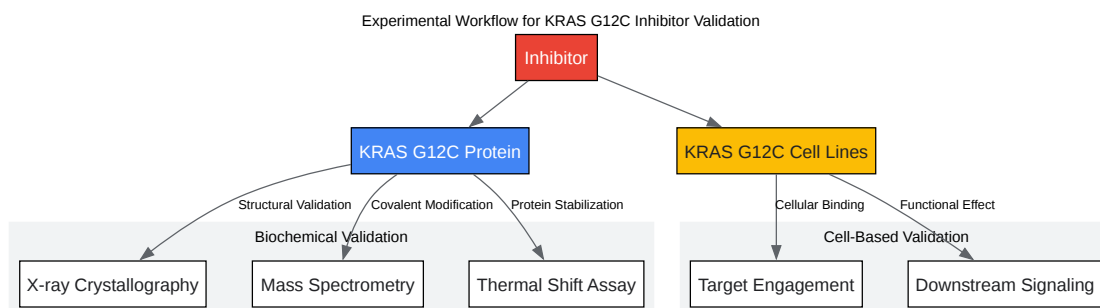 Experimental Workflow for KRAS G12C Inhibitor Validation
Inhibitor
KRAS G12C Protein
KRAS G12C Cell Lines
Structural Validation
Covalent Modification
Protein Stabilization
Cellular Binding
Functional Effect
Biochemical Validation
Cell-Based Validation
X-ray Crystallography
Mass Spectrometry
Thermal Shift Assay
Target Engagement
Downstream Signaling